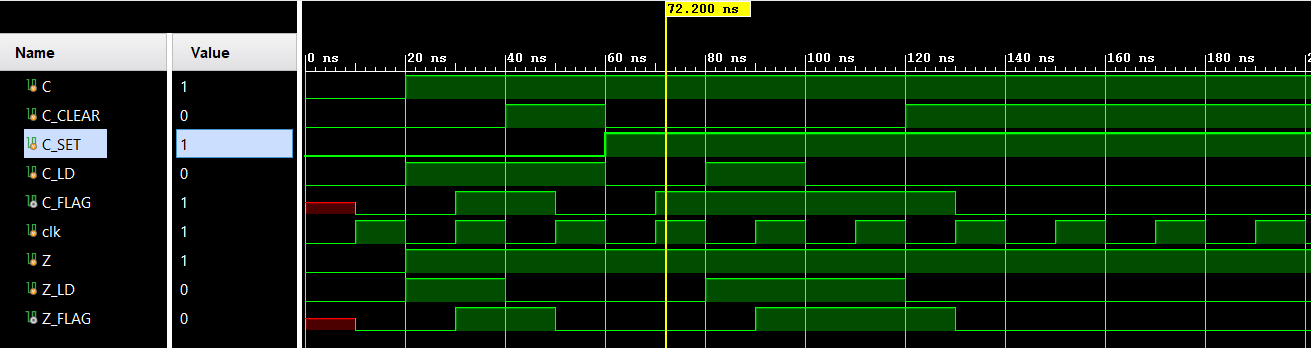 72.200 ns
Name Value
0 ns 20 ns 40 ns 60 ns 80 ns 100 ns 120 ns 140 ns 160 ns 180 ns
C 1
C_CLEAR 0
C_SET 1
C_LD 0
C_FLAG 1
clk 1
Z 1
Z_LD 0
Z_FLAG 0